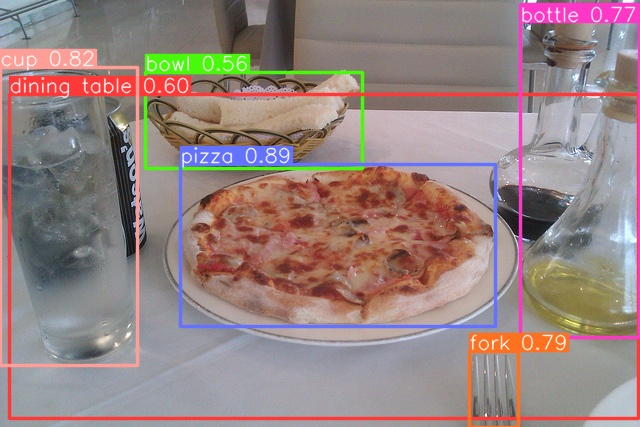 bottle 0.77
cup 0.82
bowl 0.56
dining table 0.60
pizza 0.89
fork 0.79